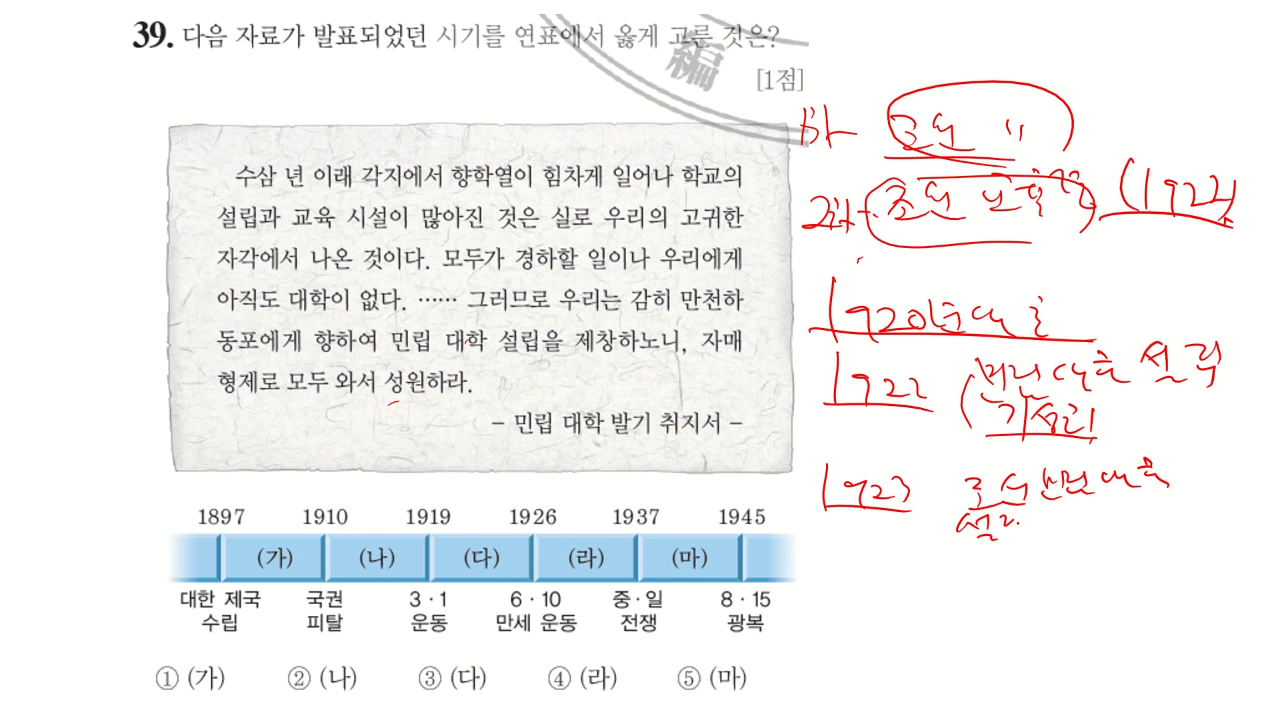 39. 다음 자료가 발표되었던 시기를 연표에서 옳게 고른 것은?
[1점]
編
수삼 년 이래 각지에서 향학열이 힘차게 일어나 학교의
설립과 교육 시설이 많아진 것은 실로 우리의 고귀한
자각에서 나온 것이다. 모두가 경하할 일이나 우리에게
아직도 대학이 없다. …… 그러므로 우리는 감히 만천하
동포에게 향하여 민립 대학 설립을 제창하노니, 자매
형제로 모두 와서 성원하라.
- 민립 대학 발기 취지서 -
1897 1910 1919 1926 1937 1945
(가) (나) (다) (라) (마)
대한 제국 국권 3·1 6·10 중·일 8·15
수립 피탈 운동 만세 운동 전쟁 광복
① (가) ② (나) ③ (다) ④ (라) ⑤ (마)
(1922)
1920년대 초
1922 (민립 대학 설립
기성회
1923